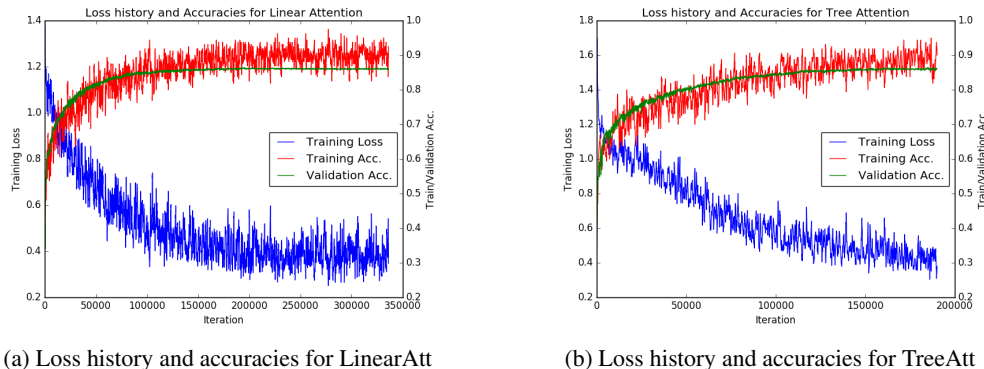 Loss history and Accuracies for Linear Attention
1.4
1.2
1.0
0.8
0.6
0.4
0.2
Training Loss
1.0
0.9
0.8
0.7
0.6
0.5
0.4
0.3
0.2
Train/Validation Acc.
Training Loss
Training Acc.
Validation Acc.
0 50000 100000 150000 200000 250000 300000 350000 400000
Iteration
(a) Loss history and accuracies for LinearAtt
Loss history and Accuracies for Tree Attention
1.8
1.6
1.4
1.2
1.0
0.8
0.6
0.4
0.2
Training Loss
1.0
0.9
0.8
0.7
0.6
0.5
0.4
0.3
0.2
Train/Validation Acc.
Training Loss
Training Acc.
Validation Acc.
0 50000 100000 150000 200000
Iteration
(b) Loss history and accuracies for TreeAtt